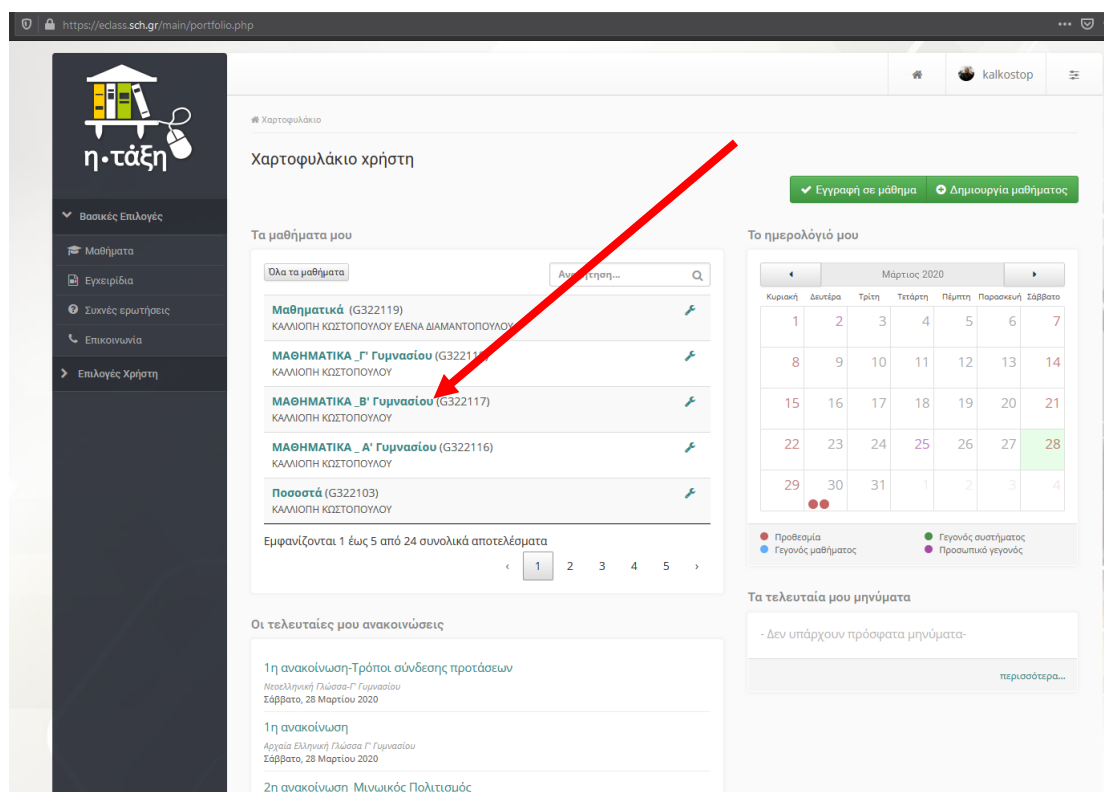 https://eclass.sch.gr/main/portfolio.php
kalkostop
η·τάξη
Χαρτοφυλάκιο
Χαρτοφυλάκιο χρήστη
Εγγραφή σε μάθημα
Δημιουργία μαθήματος
Βασικές Επιλογές
Μαθήματα
Εγχειρίδια
Συχνές ερωτήσεις
Επικοινωνία
Επιλογές Χρήστη
Τα μαθήματα μου
Όλα τα μαθήματα
Μαθηματικά (G322119)
ΚΑΛΛΙΟΠΗ ΚΩΣΤΟΠΟΥΛΟΥ ΕΛΕΝΑ ΔΙΑΜΑΝΤΟΠΟΥΛΟΥ
ΜΑΘΗΜΑΤΙΚΑ _Γ' Γυμνασίου
ΚΑΛΛΙΟΠΗ ΚΩΣΤΟΠΟΥΛΟΥ
ΜΑΘΗΜΑΤΙΚΑ _Β' Γυμνασίου (G322117)
ΚΑΛΛΙΟΠΗ ΚΩΣΤΟΠΟΥΛΟΥ
ΜΑΘΗΜΑΤΙΚΑ _ Α' Γυμνασίου (G322116)
ΚΑΛΛΙΟΠΗ ΚΩΣΤΟΠΟΥΛΟΥ
Ποσοστά (G322103)
ΚΑΛΛΙΟΠΗ ΚΩΣΤΟΠΟΥΛΟΥ
Εμφανίζονται 1 έως 5 από 24 συνολικά αποτελέσματα
‹ 1 2 3 4 5 ›
Οι τελευταίες μου ανακοινώσεις
1η ανακοίνωση-Τρόποι σύνδεσης προτάσεων
Νεοελληνική Γλώσσα-Γ' Γυμνασίου
Σάββατο, 28 Μαρτίου 2020
1η ανακοίνωση
Αρχαία Ελληνική Γλώσσα Γ' Γυμνασίου
Σάββατο, 28 Μαρτίου 2020
2η ανακοίνωση Μινωικός Πολιτισμός
Το ημερολόγιό μου
Μάρτιος 2020
Κυριακή Δευτέρα Τρίτη Τετάρτη Πέμπτη Παρασκευή Σάββατο
1 2 3 4 5 6 7
8 9 10 11 12 13 14
15 16 17 18 19 20 21
22 23 24 25 26 27 28
29 30 31 1 2 3 4
Προθεσμία
Γεγονός συστήματος
Γεγονός μαθήματος
Προσωπικό γεγονός
Τα τελευταία μου μηνύματα
- Δεν υπάρχουν πρόσφατα μηνύματα-
περισσότερα...